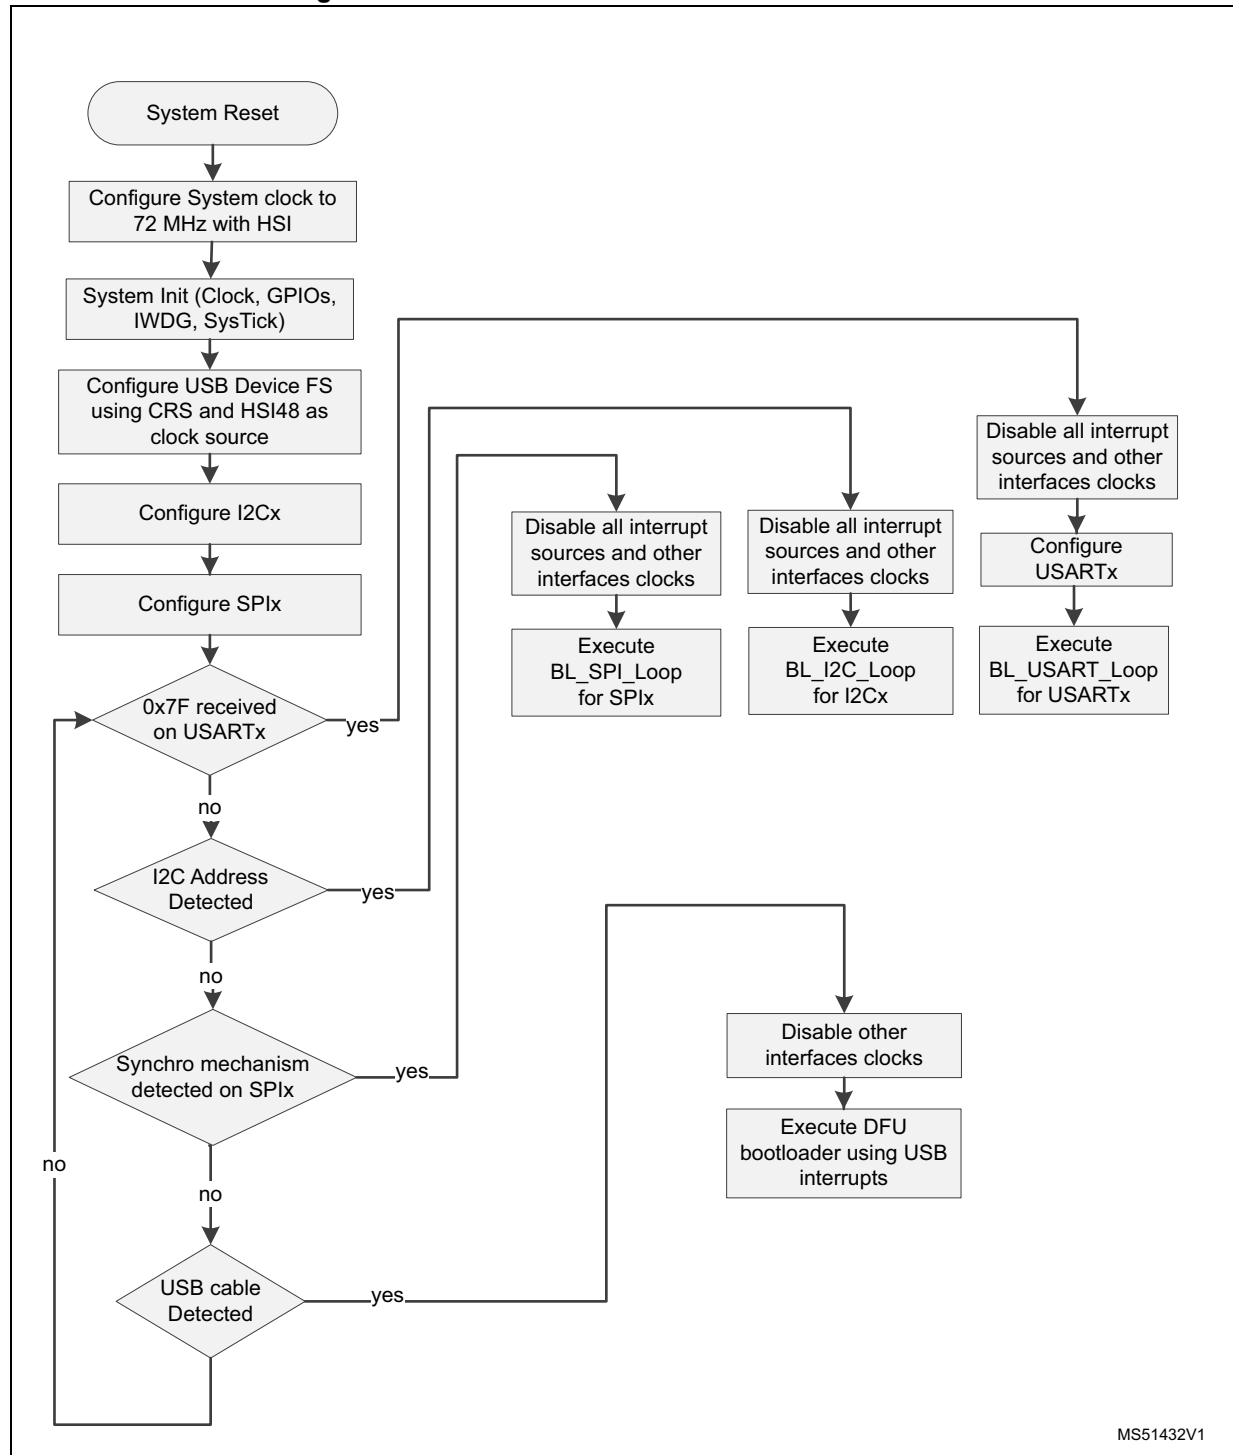 System Reset
Configure System clock to
72 MHz with HSI
System Init (Clock, GPIOs,
IWDG, SysTick)
Configure USB Device FS
using CRS and HSI48 as
clock source
Configure I2Cx
Configure SPIx
0x7F received
on USARTx
yes
no
I2C Address
Detected
yes
no
Synchro mechanism
detected on SPIx
yes
no
USB cable
Detected
yes
no
Disable all interrupt
sources and other
interfaces clocks
Execute
BL_SPI_Loop
for SPIx
Disable all interrupt
sources and other
interfaces clocks
Execute
BL_I2C_Loop
for I2Cx
Disable all interrupt
sources and other
interfaces clocks
Configure
USARTx
Execute
BL_USART_Loop
for USARTx
Disable other
interfaces clocks
Execute DFU
bootloader using USB
interrupts
MS51432V1